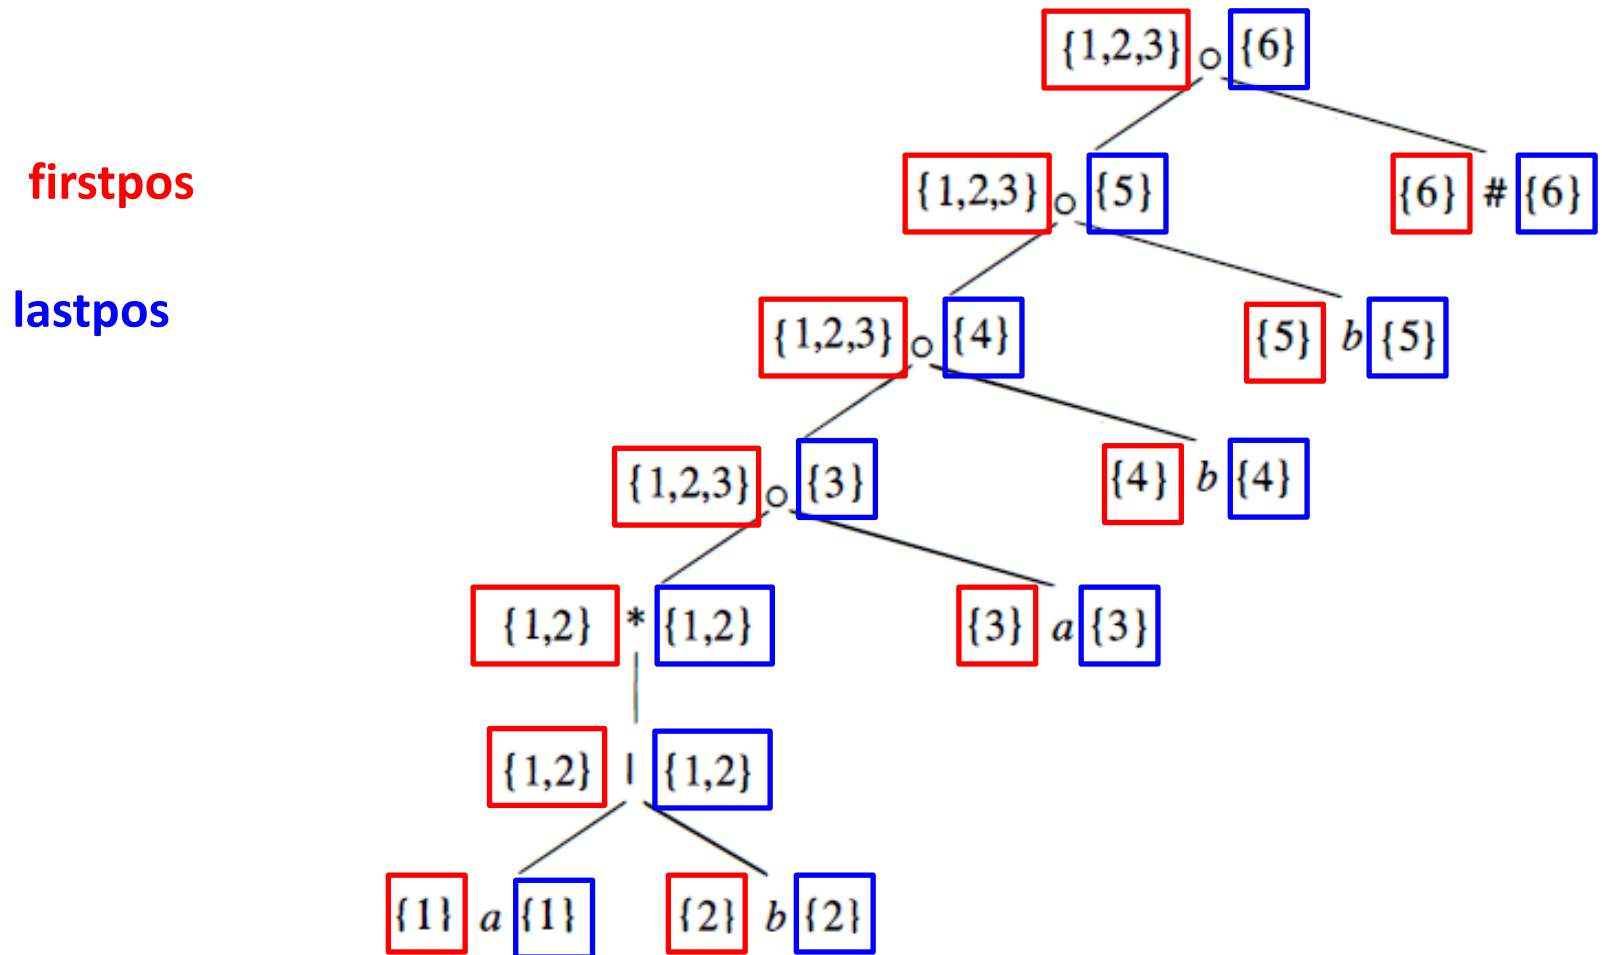 {1,2,3} ○ {6}
firstpos
{1,2,3} ○ {5}
{6} # {6}
lastpos
{1,2,3} ○ {4}
{5} b {5}
{1,2,3} ○ {3}
{4} b {4}
{1,2} * {1,2}
{3} a {3}
{1,2} | {1,2}
{1} a {1}
{2} b {2}